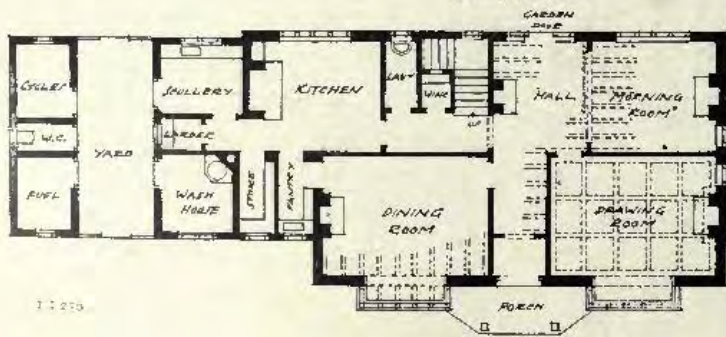 GARDEN
DOOR
CYCLES
SCULLERY
KITCHEN
LAVY
WINE
UP
HALL
MORNING
ROOM
W.C.
LARDER
YARD
FUEL
WASH
HOUSE
STORE
PANTRY
DINING
ROOM
DRAWING
ROOM
PORCH